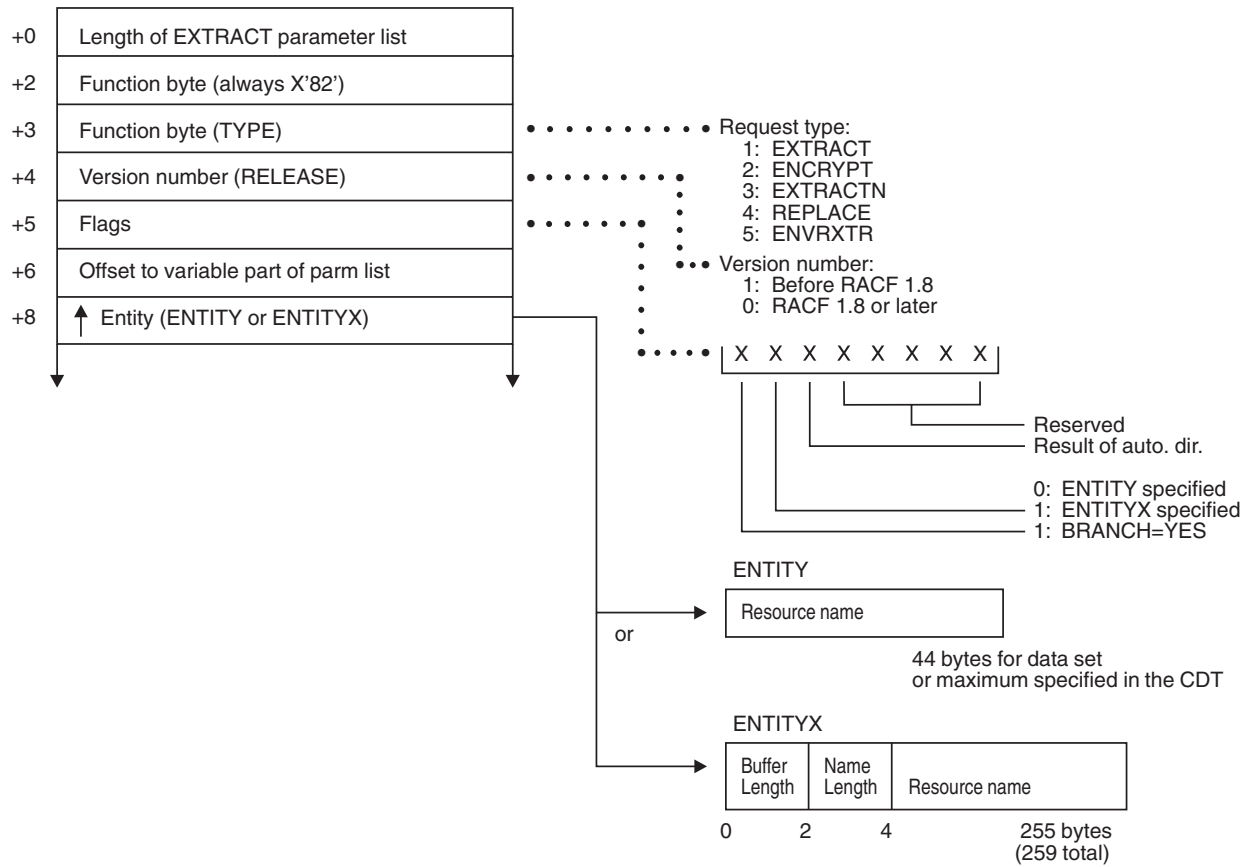 +0 Length of EXTRACT parameter list
+2 Function byte (always X'82')
+3 Function byte (TYPE)
+4 Version number (RELEASE)
+5 Flags
+6 Offset to variable part of parm list
+8 Entity (ENTITY or ENTITYX)
Request type:
1: EXTRACT
2: ENCRYPT
3: EXTRACTN
4: REPLACE
5: ENVRXTR
Version number:
1: Before RACF 1.8
0: RACF 1.8 or later
X X X X X X X X
Reserved
Result of auto. dir.
0: ENTITY specified
1: ENTITYX specified
1: BRANCH=YES
or
ENTITY
Resource name
44 bytes for data set
or maximum specified in the CDT
ENTITYX
Buffer
Length
Name
Length
Resource name
0 2 4 255 bytes
(259 total)